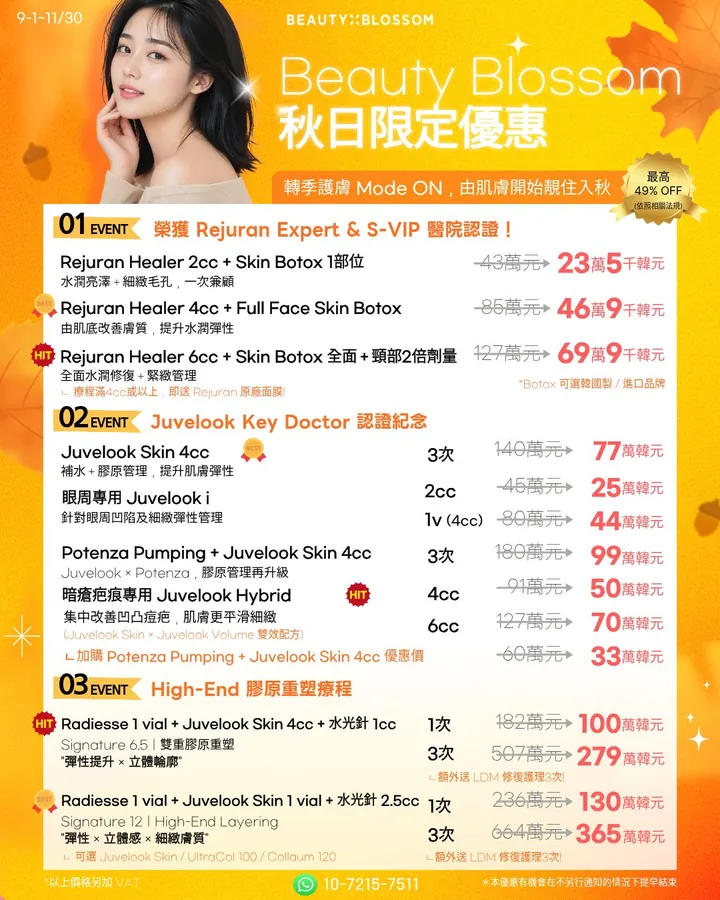 9-1~11/30
BEAUTY BLOSSOM
Beauty Blossom
秋日限定優惠
轉季護膚 Mode ON , 由肌膚開始靚住入秋
最高
49% OFF
(依照相關法規)
01 EVENT 榮獲 Rejuran Expert & S-VIP 醫院認證！
Rejuran Healer 2cc + Skin Botox 1部位 43萬元 23萬5千韓元
水潤亮澤 + 細緻毛孔 , 一次兼顧
BEST
Rejuran Healer 4cc + Full Face Skin Botox 85萬元 46萬9千韓元
由肌底改善膚質 , 提升水潤彈性
HIT
Rejuran Healer 6cc + Skin Botox 全面 + 頸部2倍劑量 127萬元 69萬9千韓元
全面水潤修復 + 緊緻管理
ㄴ 療程滿4cc或以上 , 即送 Rejuran 原廠面膜!
*Botox 可選韓國製 / 進口品牌
02 EVENT Juvelook Key Doctor 認證紀念
Juvelook Skin 4cc BEST 3次 140萬元 77萬韓元
補水 + 膠原管理 , 提升肌膚彈性
眼周專用 Juvelook i 2cc 45萬元 25萬韓元
針對眼周凹陷及細緻彈性管理 1v (4cc) 80萬元 44萬韓元
Potenza Pumping + Juvelook Skin 4cc 3次 180萬元 99萬韓元
Juvelook × Potenza , 膠原管理再升級
暗瘡疤痕專用 Juvelook Hybrid HIT 4cc 91萬元 50萬韓元
集中改善凹凸痘疤 , 肌膚更平滑細緻 6cc 127萬元 70萬韓元
(Juvelook Skin × Juvelook Volume 雙效配方)
ㄴ加購 Potenza Pumping + Juvelook Skin 4cc 優惠價 60萬元 33萬韓元
03 EVENT High-End 膠原重塑療程
HIT
Radiesse 1 vial + Juvelook Skin 4cc + 水光針 1cc 1次 182萬元 100萬韓元
Signature 6.5 | 雙重膠原重塑 3次 507萬元 279萬韓元
"彈性提升 × 立體輪廓"
ㄴ額外送 LDM 修復護理3次!
BEST
Radiesse 1 vial + Juvelook Skin 1 vial + 水光針 2.5cc 1次 236萬元 130萬韓元
Signature 12 | High-End Layering
"彈性 × 立體感 × 細緻膚質" 3次 664萬元 365萬韓元
ㄴ 可選 Juvelook Skin / UltraCol 100 / Collaum 120 ㄴ額外送 LDM 修復護理3次!
*以上價格另加 VAT
10-7215-7511
＊本優惠有機會在不另行通知的情況下提早結束